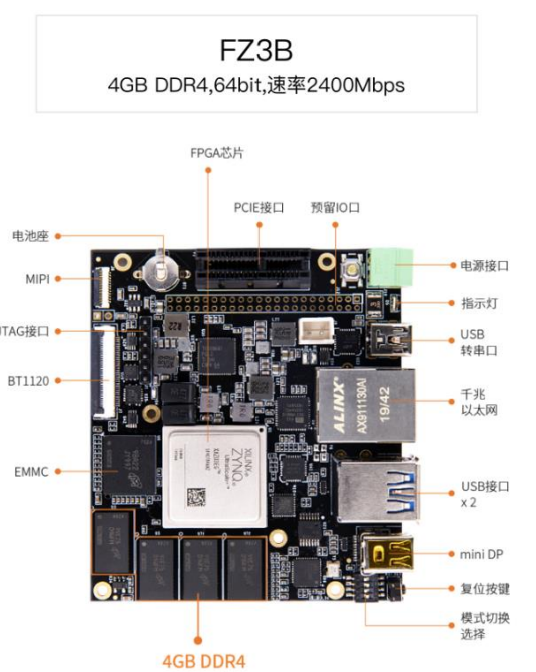 FZ3B
4GB DDR4,64bit,速率2400Mbps
FPGA芯片
PCIE接口
预留IO口
电池座
MIPI
JTAG接口
BT1120
EMMC
电源接口
指示灯
USB
转串口
千兆
以太网
USB接口
x 2
mini DP
复位按键
模式切换
选择
4GB DDR4
ALINX
AX911130AI
19/42
XILINX
ZYNQ
UltraScale+
R22